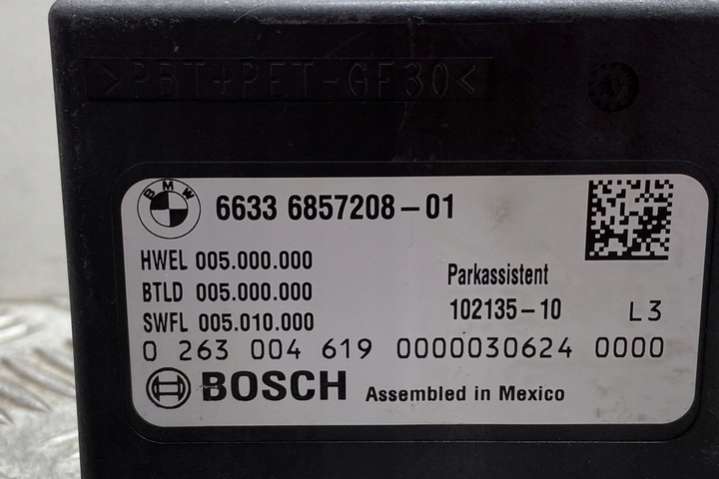 >PBT+PET-GF30<
BMW
6633 6857208-01
HWEL 005.000.000
BTLD 005.000.000
SWFL 005.010.000
Parkassistent
102135-10
L3
0 263 004 619 0000030624 0000
BOSCH Assembled in Mexico